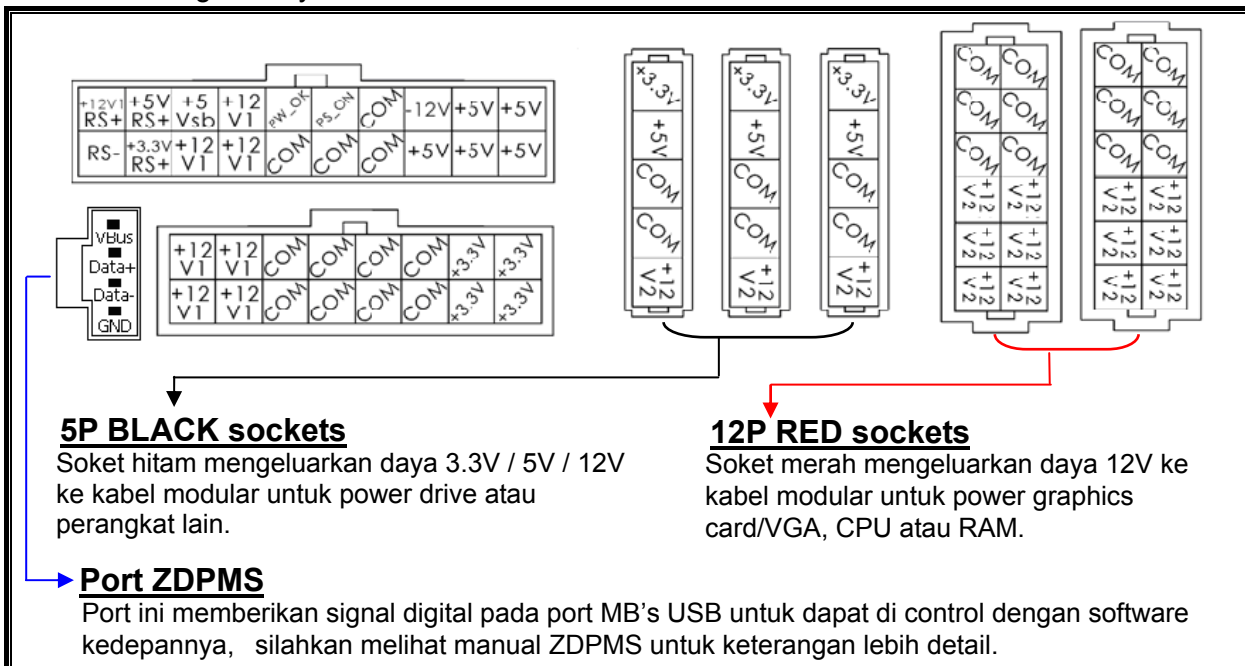 +12V1 RS+ +5V RS+ +5 Vsb +12 V1 PW_OK PS_ON COM -12V +5V +5V
RS- +3.3V RS+ +12 V1 +12 V1 COM COM COM +5V +5V +5V
VBus
Data+
Data-
GND
+12 V1 +12 V1 COM COM COM COM +3.3V +3.3V
+12 V1 +12 V1 COM COM COM COM +3.3V +3.3V
+3.3V +5V COM COM +12 V2
+3.3V +5V COM COM +12 V2
+3.3V +5V COM COM +12 V2
COM COM
COM COM
COM COM
+12 V2 +12 V2
+12 V2 +12 V2
+12 V2 +12 V2
COM COM
COM COM
COM COM
+12 V2 +12 V2
+12 V2 +12 V2
+12 V2 +12 V2
5P BLACK sockets
Soket hitam mengeluarkan daya 3.3V / 5V / 12V
ke kabel modular untuk power drive atau
perangkat lain.
12P RED sockets
Soket merah mengeluarkan daya 12V ke
kabel modular untuk power graphics
card/VGA, CPU atau RAM.
Port ZDPMS
Port ini memberikan signal digital pada port MB's USB untuk dapat di control dengan software
kedepannya, silahkan melihat manual ZDPMS untuk keterangan lebih detail.